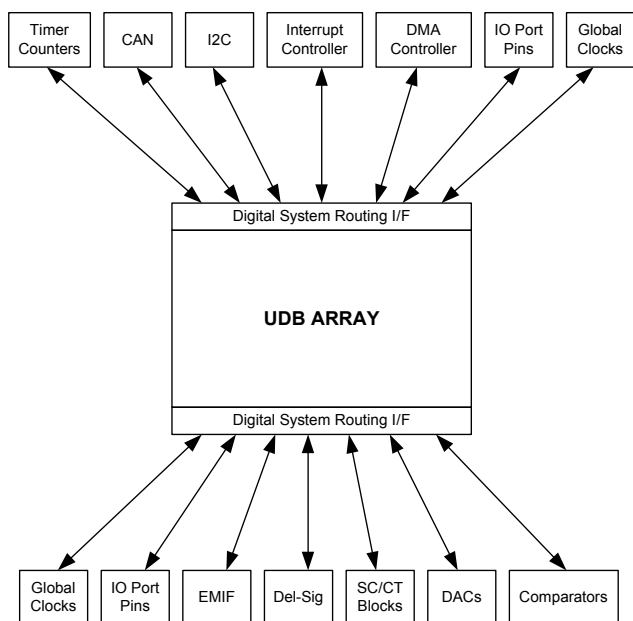 Timer
Counters
CAN
I2C
Interrupt
Controller
DMA
Controller
IO Port
Pins
Global
Clocks
Digital System Routing I/F
UDB ARRAY
Digital System Routing I/F
Global
Clocks
IO Port
Pins
EMIF
Del-Sig
SC/CT
Blocks
DACs
Comparators